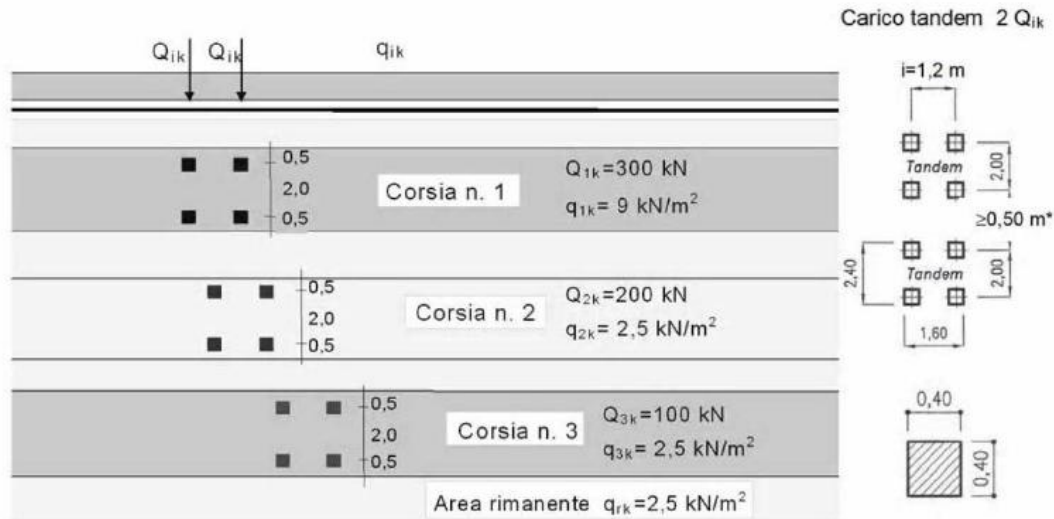 Carico tandem 2 Qik
Qik Qik qik
i=1,2 m
0,5
2,0
0,5
Corsia n. 1
Q1k=300 kN
q1k= 9 kN/m²
Tandem
2,00
≥0,50 m*
0,5
2,0
0,5
Corsia n. 2
Q2k=200 kN
q2k= 2,5 kN/m²
2,40
Tandem
2,00
1,60
0,5
2,0
0,5
Corsia n. 3
Q3k=100 kN
q3k= 2,5 kN/m²
0,40
0,40
Area rimanente qrk=2,5 kN/m²